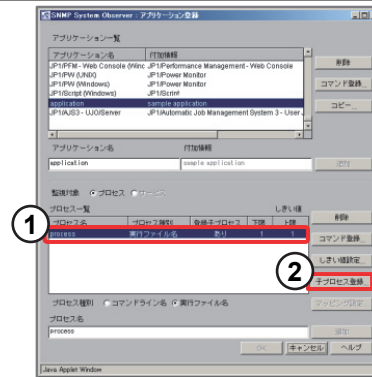 SNMP System Observer : アプリケーション登録
アプリケーション一覧
アプリケーション名 付加情報
JP1/PFM - Web Console (Winc JP1/Performance Management - Web Console
JP1/PW (UNIX) JP1/Power Monitor
JP1/PW (Windows) JP1/Power Monitor
JP1/Script (Windows) JP1/Script
application sample application
JP1/AJS3 - UJO/Server JP1/Automatic Job Management System 3 - User J
削除
コマンド登録...
コピー...
アプリケーション名 付加情報
application sample application 追加
監視対象 プロセス サービス
プロセス一覧 しきい値
プロセス名 プロセス種別 登録子プロセス 下限 上限
① process 実行ファイル名 あり 1 1
削除
コマンド登録...
しきい値設定...
② 子プロセス登録...
プロセス種別 コマンドライン名 実行ファイル名 マッピング設定
プロセス名
process 追加
OK キャンセル ヘルプ
Java Applet Window